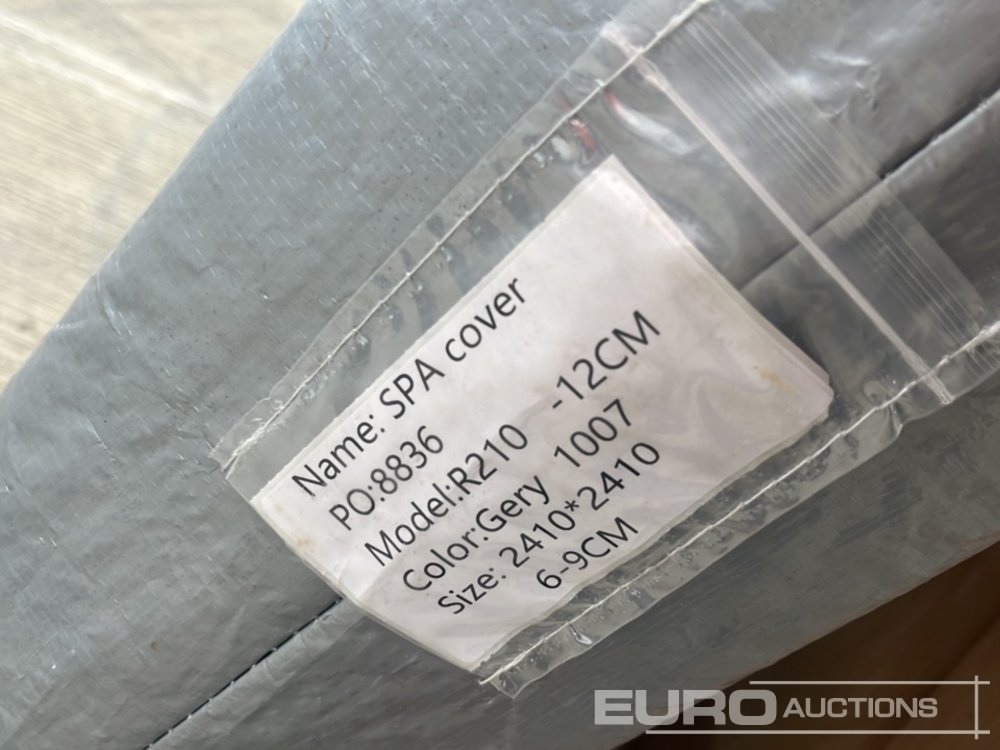 Name: SPA cover
PO:8836
Model:R210 -12CM
Color:Gery 1007
Size: 2410*2410
6-9CM
EURO AUCTIONS